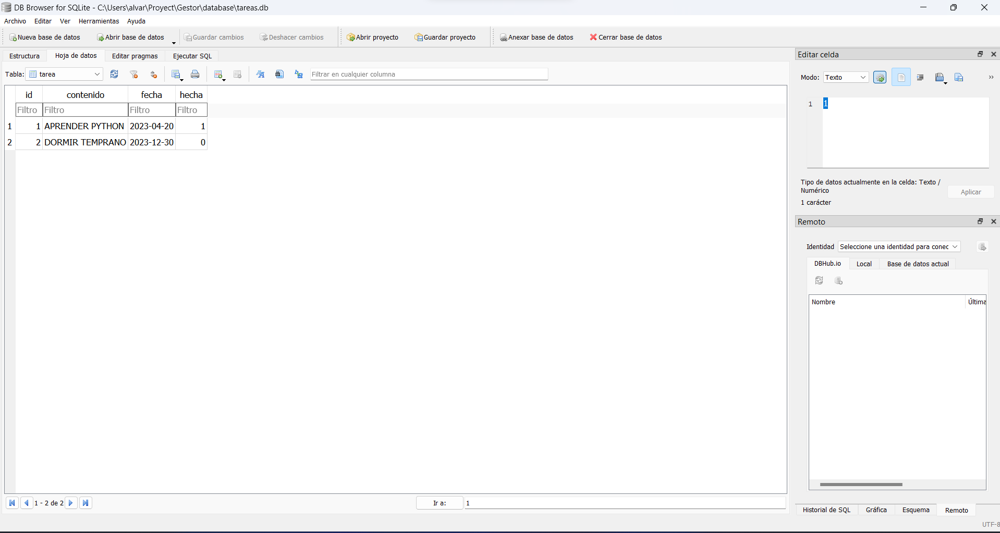 DB Browser for SQLite - C:\Users\alvar\Proyect\Gestor\database\tareas.db
Archivo Editar Ver Herramientas Ayuda
Nueva base de datos Abrir base de datos Guardar cambios Deshacer cambios Abrir proyecto Guardar proyecto Anexar base de datos Cerrar base de datos
Estructura Hoja de datos Editar pragmas Ejecutar SQL
Tabla: tarea Filtrar en cualquier columna
id contenido fecha hecha
Filtro Filtro Filtro Filtro
1 1 APRENDER PYTHON 2023-04-20 1
2 2 DORMIR TEMPRANO 2023-12-30 0
1 - 2 de 2 Ir a: 1
Editar celda
Modo: Texto
1 1
Tipo de datos actualmente en la celda: Texto /
Numérico
Aplicar
1 carácter
Remoto
Identidad Seleccione una identidad para conec
DBHub.io Local Base de datos actual
Nombre Última
Historial de SQL Gráfica Esquema Remoto
UTF-8